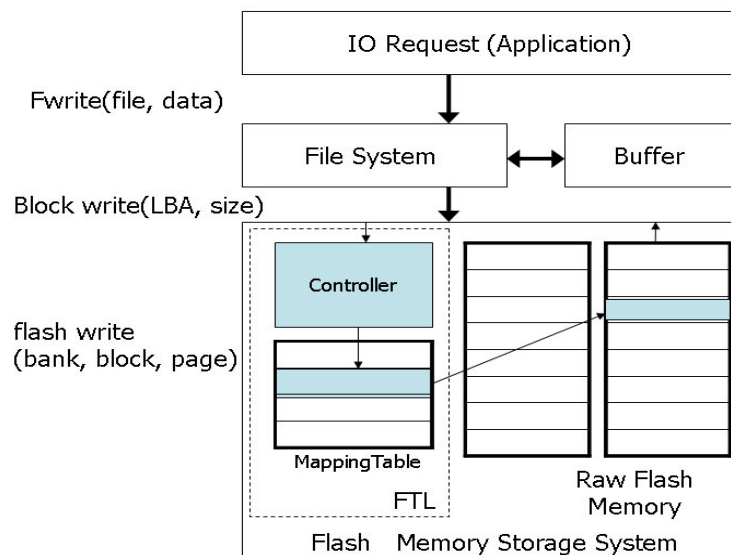 IO Request (Application)
Fwrite(file, data)
File System
Buffer
Block write(LBA, size)
Controller
flash write
(bank, block, page)
MappingTable
Raw Flash
Memory
FTL
Flash Memory Storage System